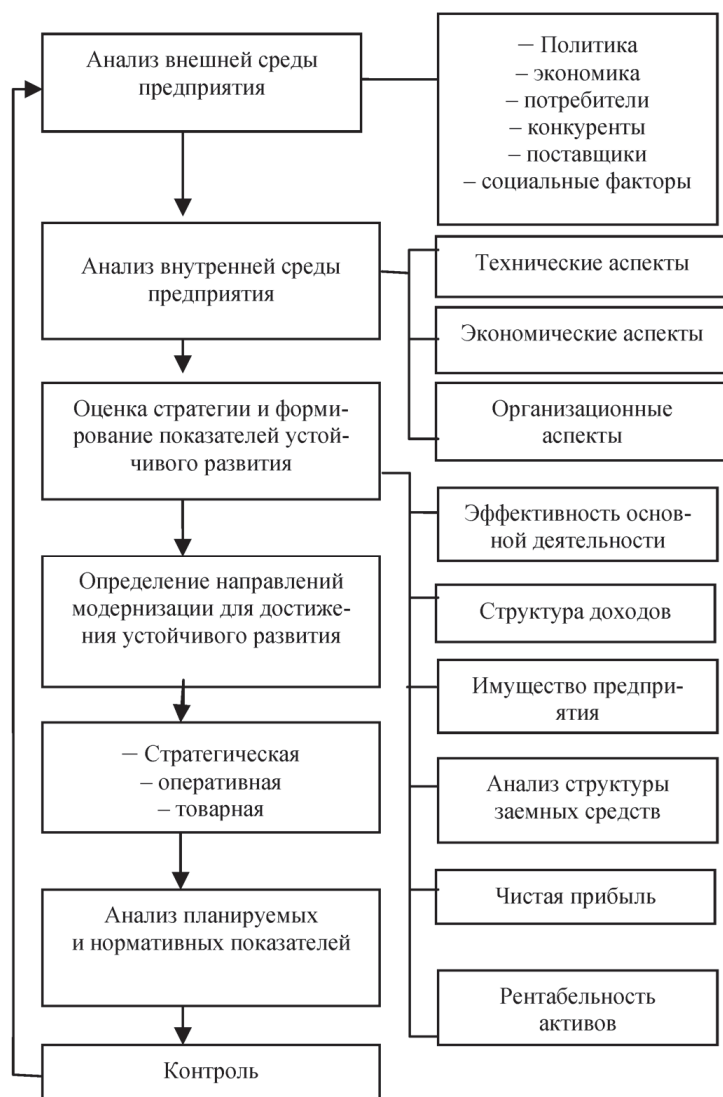 Анализ внешней среды
предприятия
— Политика
– экономика
– потребители
– конкуренты
– поставщики
– социальные факторы
Анализ внутренней среды
предприятия
Технические аспекты
Экономические аспекты
Организационные
аспекты
Оценка стратегии и форми-
рование показателей устой-
чивого развития
Эффективность основ-
ной деятельности
Структура доходов
Имущество предпри-
ятия
Анализ структуры
заемных средств
Чистая прибыль
Рентабельность
активов
Определение направлений
модернизации для достиже-
ния устойчивого развития
— Стратегическая
– оперативная
– товарная
Анализ планируемых
и нормативных показателей
Контроль